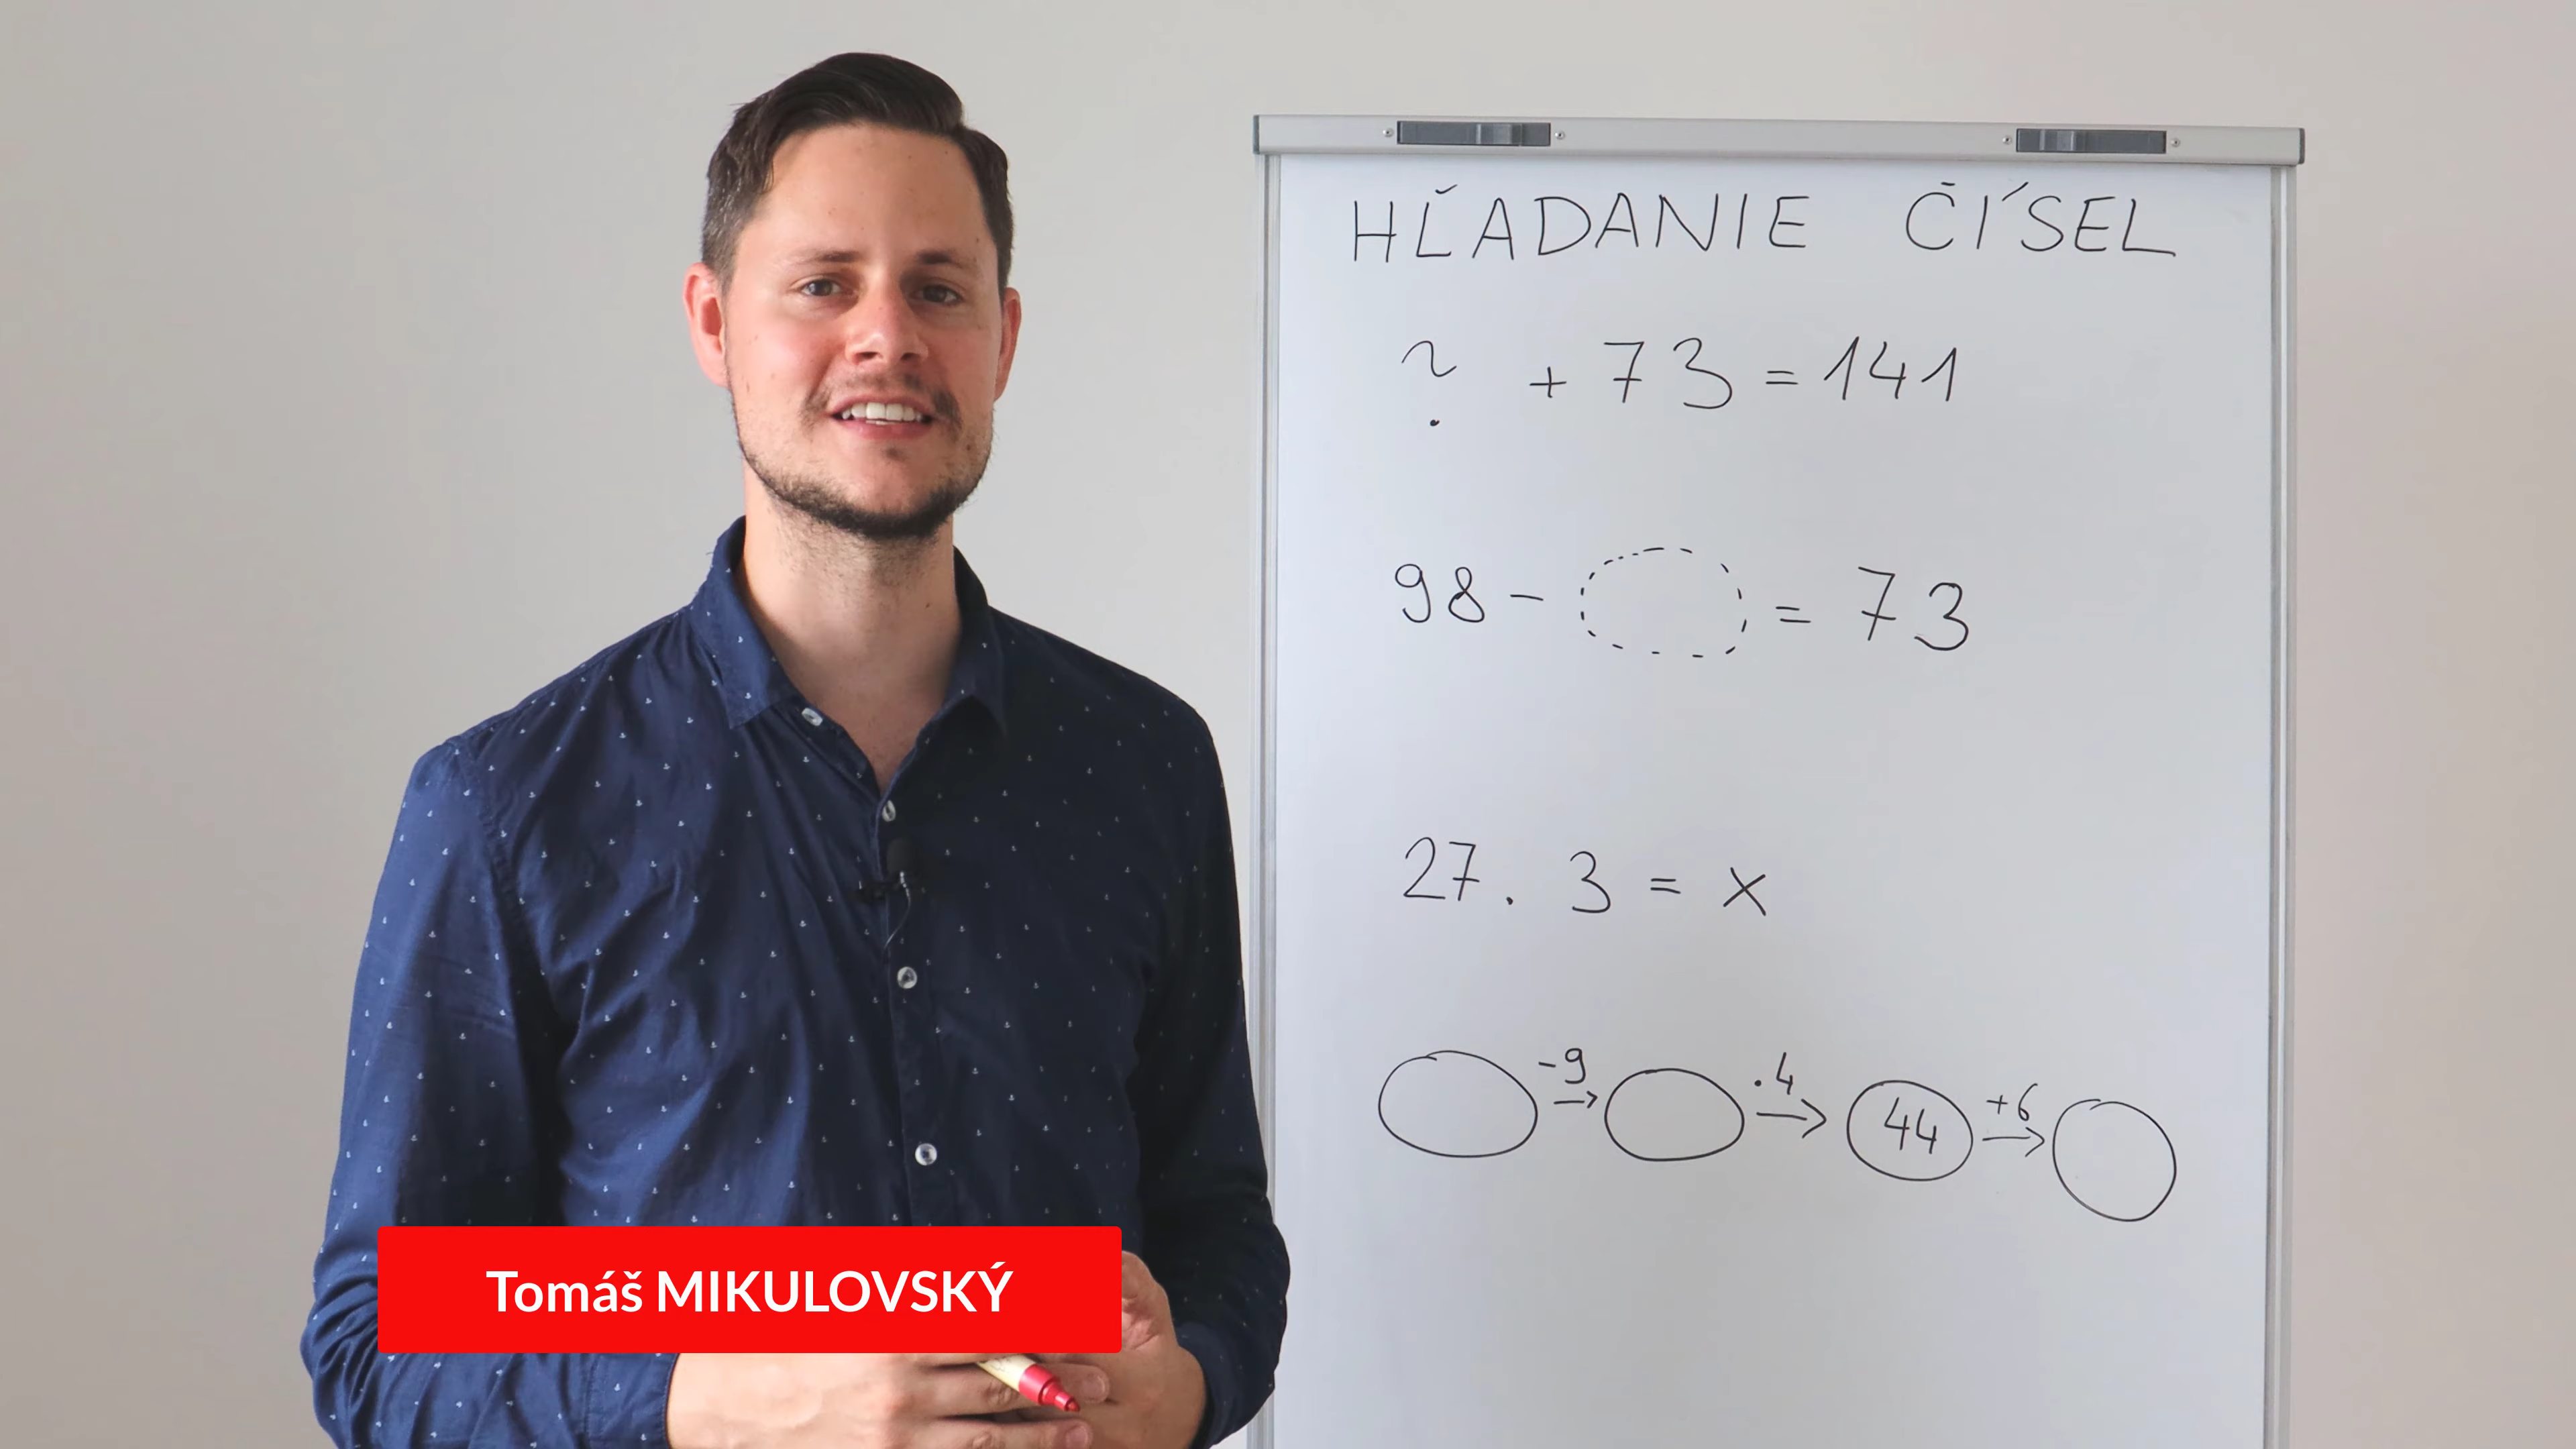 HĽADANIE ČÍSEL
? + 73 = 141
98 - = 73
27 . 3 = x
-9 .4 44 +6
Tomáš MIKULOVSKÝ